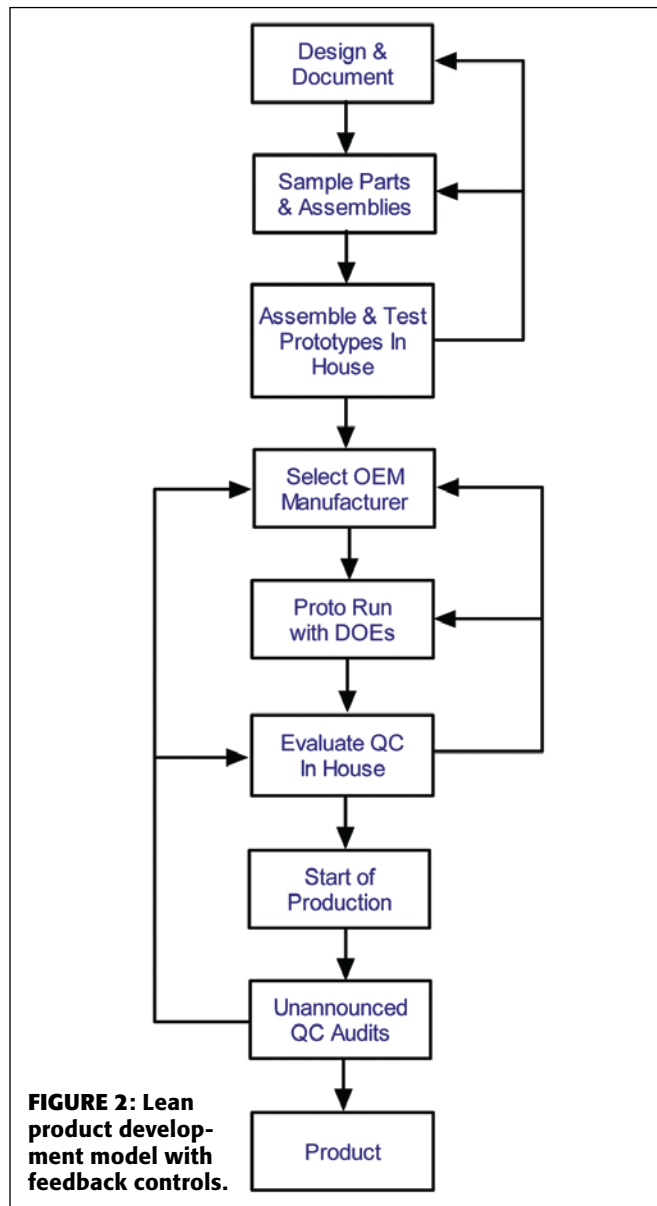 Design &
Document
Sample Parts
& Assemblies
Assemble & Test
Prototypes In
House
Select OEM
Manufacturer
Proto Run
with DOEs
Evaluate QC
In House
Start of
Production
Unannounced
QC Audits
Product
FIGURE 2: Lean
product develop-
ment model with
feedback controls.